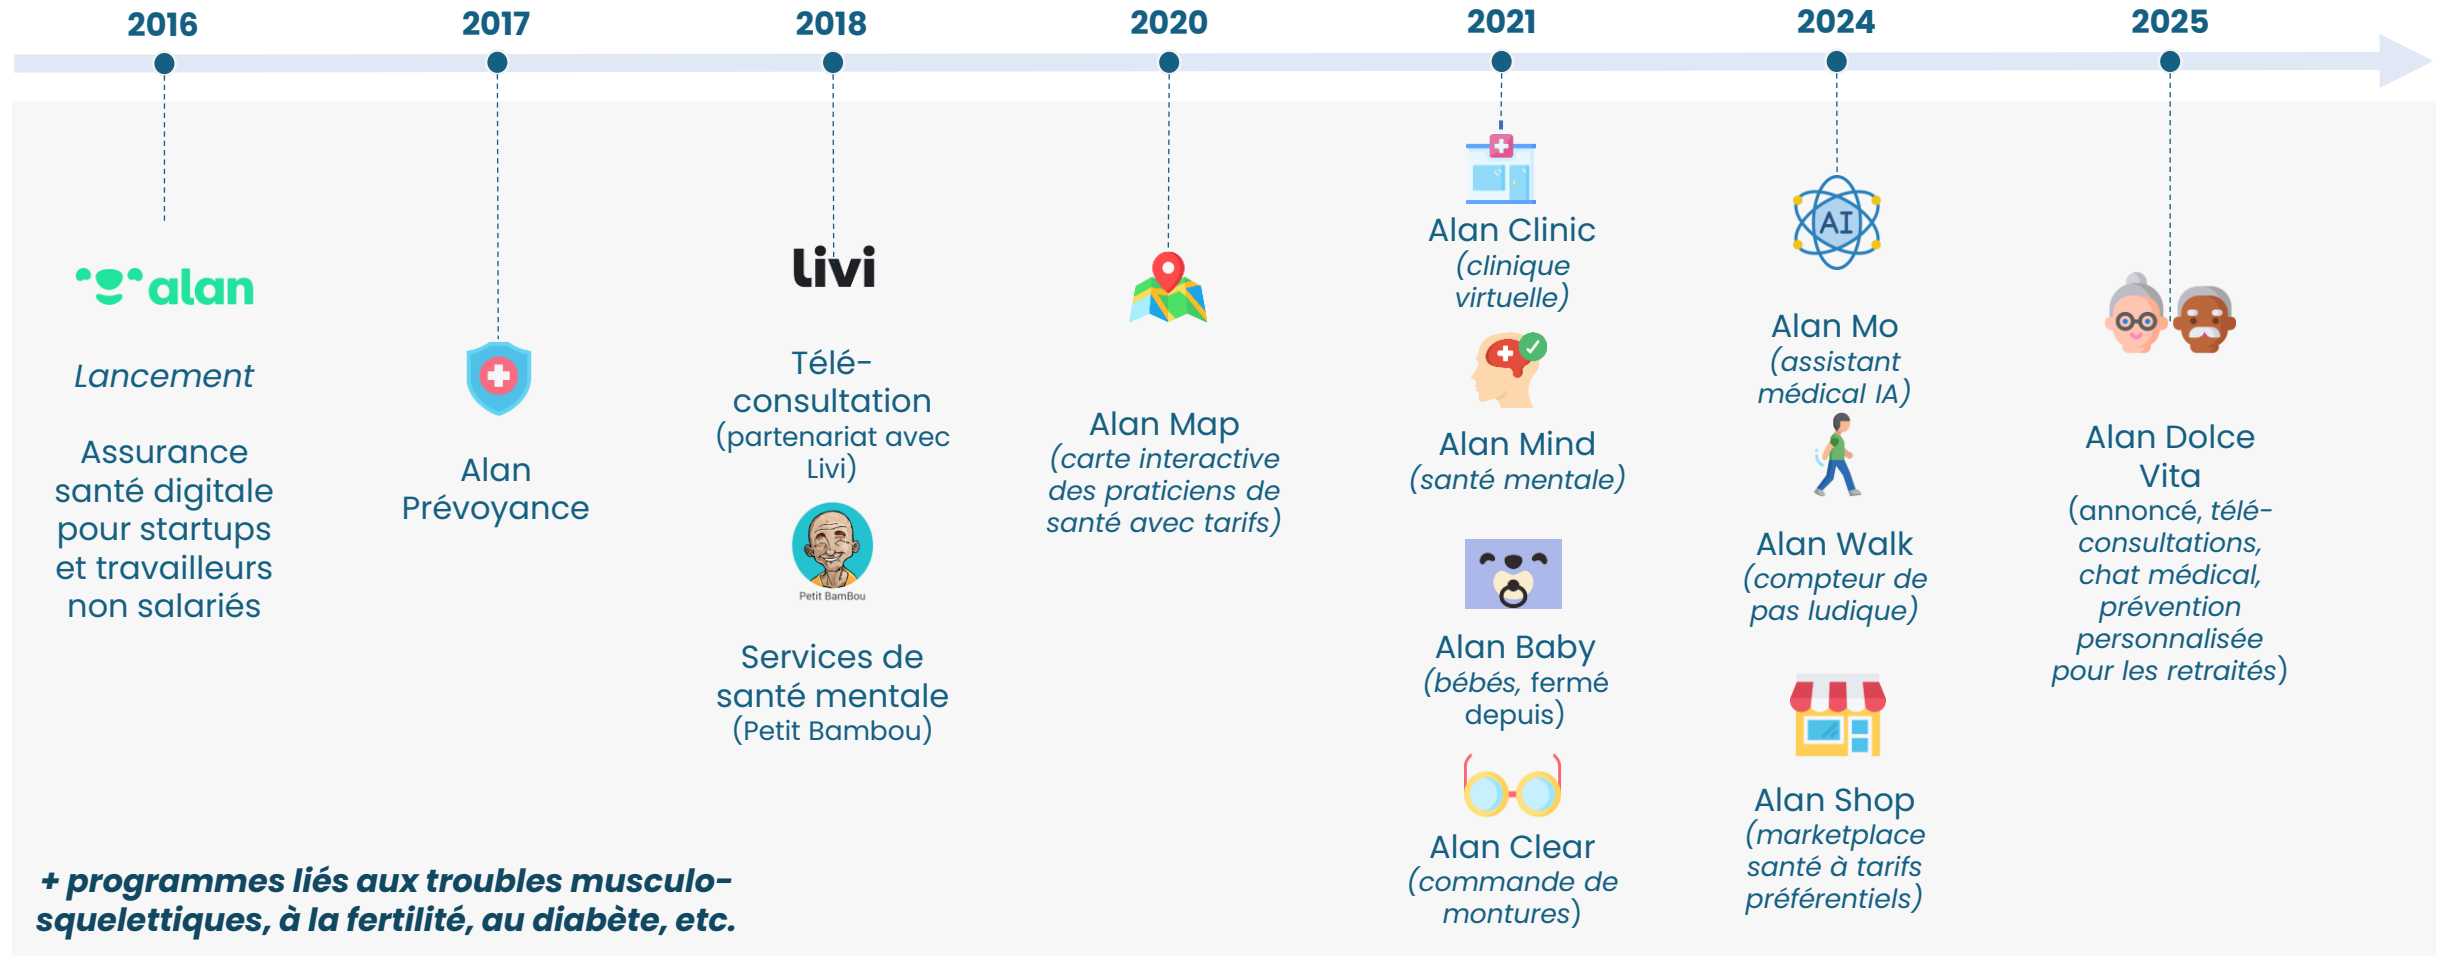 2016
2017
2018
2020
2021
2024
2025
alan
Lancement
Assurance
santé digitale
pour startups
et travailleurs
non salariés
Alan
Prévoyance
Livi
Télé-
consultation
(partenariat avec
Livi)
Petit BamBou
Services de
santé mentale
(Petit Bambou)
Alan Map
(carte interactive
des praticiens de
santé avec tarifs)
Alan Clinic
(clinique
virtuelle)
Alan Mind
(santé mentale)
Alan Baby
(bébés, fermé
depuis)
Alan Clear
(commande de
montures)
AI
Alan Mo
(assistant
médical IA)
Alan Walk
(compteur de
pas ludique)
Alan Shop
(marketplace
santé à tarifs
préférentiels)
Alan Dolce
Vita
(annoncé, télé-
consultations,
chat médical,
prévention
personnalisée
pour les retraités)
+ programmes liés aux troubles musculo-
squelettiques, à la fertilité, au diabète, etc.